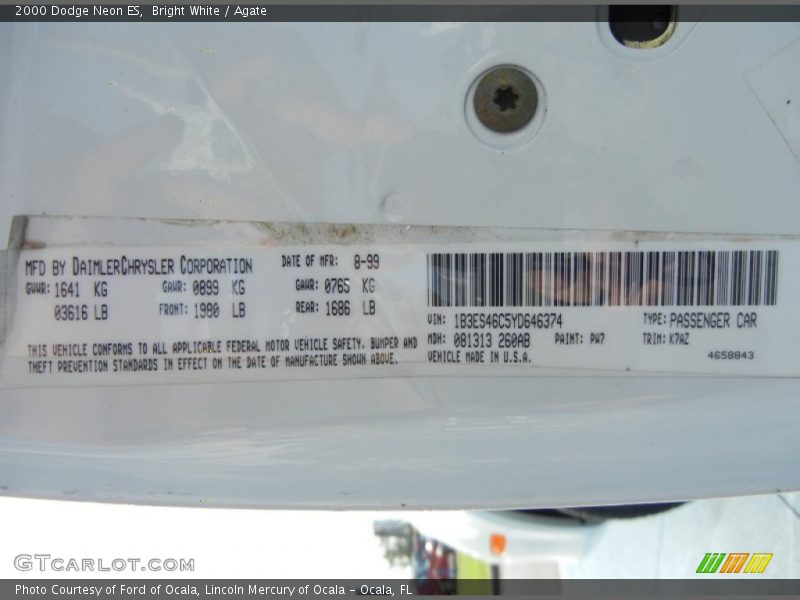 2000 Dodge Neon ES,  Bright White / Agate
MFD BY DAIMLERCHRYSLER CORPORATION DATE OF MFR: 8-99
GVWR: 1641 KG GAWR: 0899 KG GAWR: 0765 KG
03616 LB FRONT: 1980 LB REAR: 1686 LB
THIS VEHICLE CONFORMS TO ALL APPLICABLE FEDERAL MOTOR VEHICLE SAFETY, BUMPER AND
THEFT PREVENTION STANDARDS IN EFFECT ON THE DATE OF MANUFACTURE SHOWN ABOVE.
VIN: 1B3ES46C5YD646374 TYPE: PASSENGER CAR
MDH: 081313 260AB PAINT: PW7 TRIM: K7AZ
VEHICLE MADE IN U.S.A.
4658843
GTCARLOT.COM
Photo Courtesy of Ford of Ocala, Lincoln Mercury of Ocala - Ocala, FL